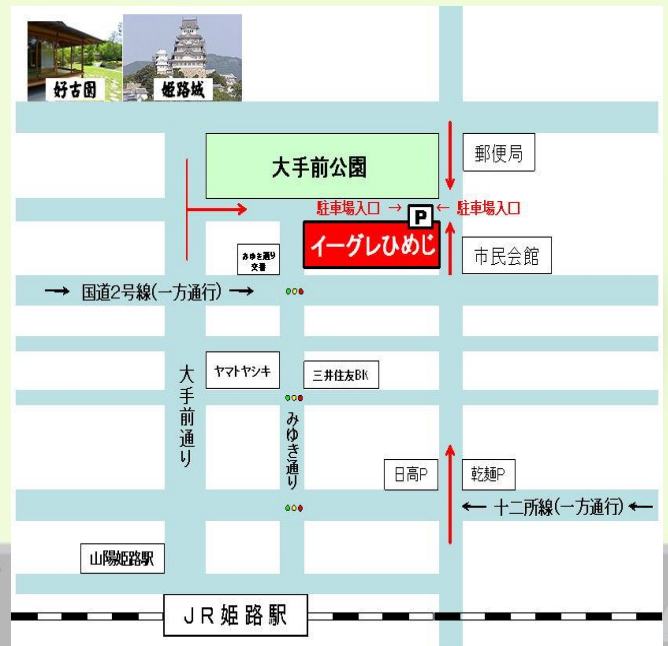 好古園
姫路城
大手前公園
郵便局
駐車場入口 →
P
← 駐車場入口
イーグレひめじ
市民会館
みゆき通り
交番
→ 国道2号線(一方通行) →
ヤマトヤシキ
三井住友BK
大手前通り
みゆき通り
日高P
乾麺P
← 十二所線(一方通行) ←
山陽姫路駅
JR姫路駅